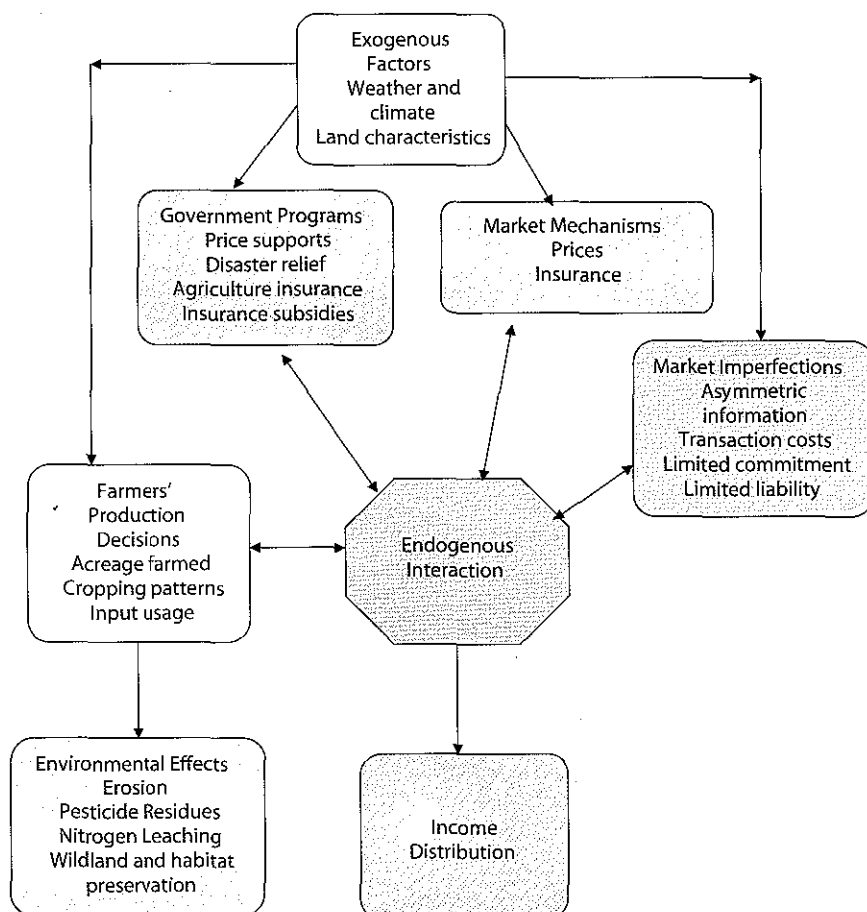 Exogenous
Factors
Weather and
climate
Land characteristics
Government Programs
Price supports
Disaster relief
Agriculture insurance
Insurance subsidies
Market Mechanisms
Prices
Insurance
Market Imperfections
Asymmetric
information
Transaction costs
Limited commitment
Limited liability
Farmers’
Production
Decisions
Acreage farmed
Cropping patterns
Input usage
Endogenous
Interaction
Environmental Effects
Erosion
Pesticide Residues
Nitrogen Leaching
Wildland and habitat
preservation
Income
Distribution